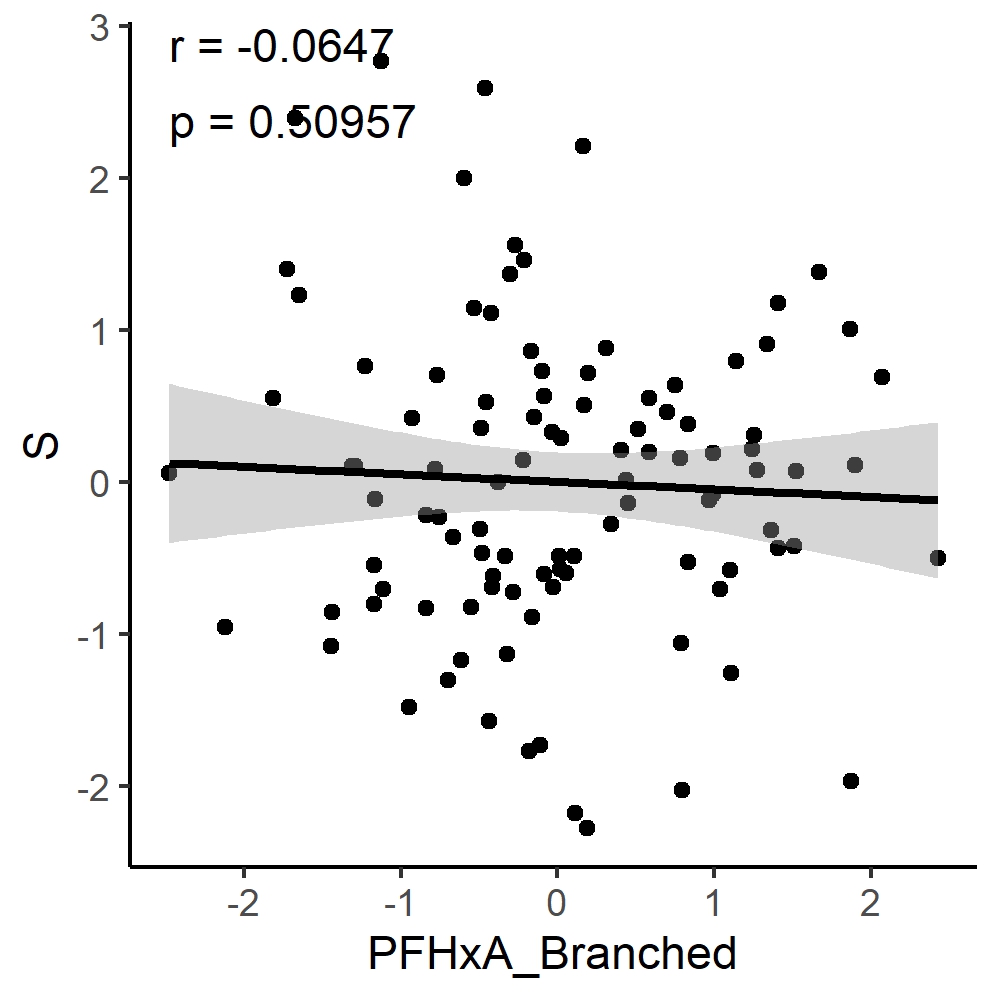 r = -0.0647
p = 0.50957
3
2
1
0
-1
-2
S
-2 -1 0 1 2
PFHxA_Branched